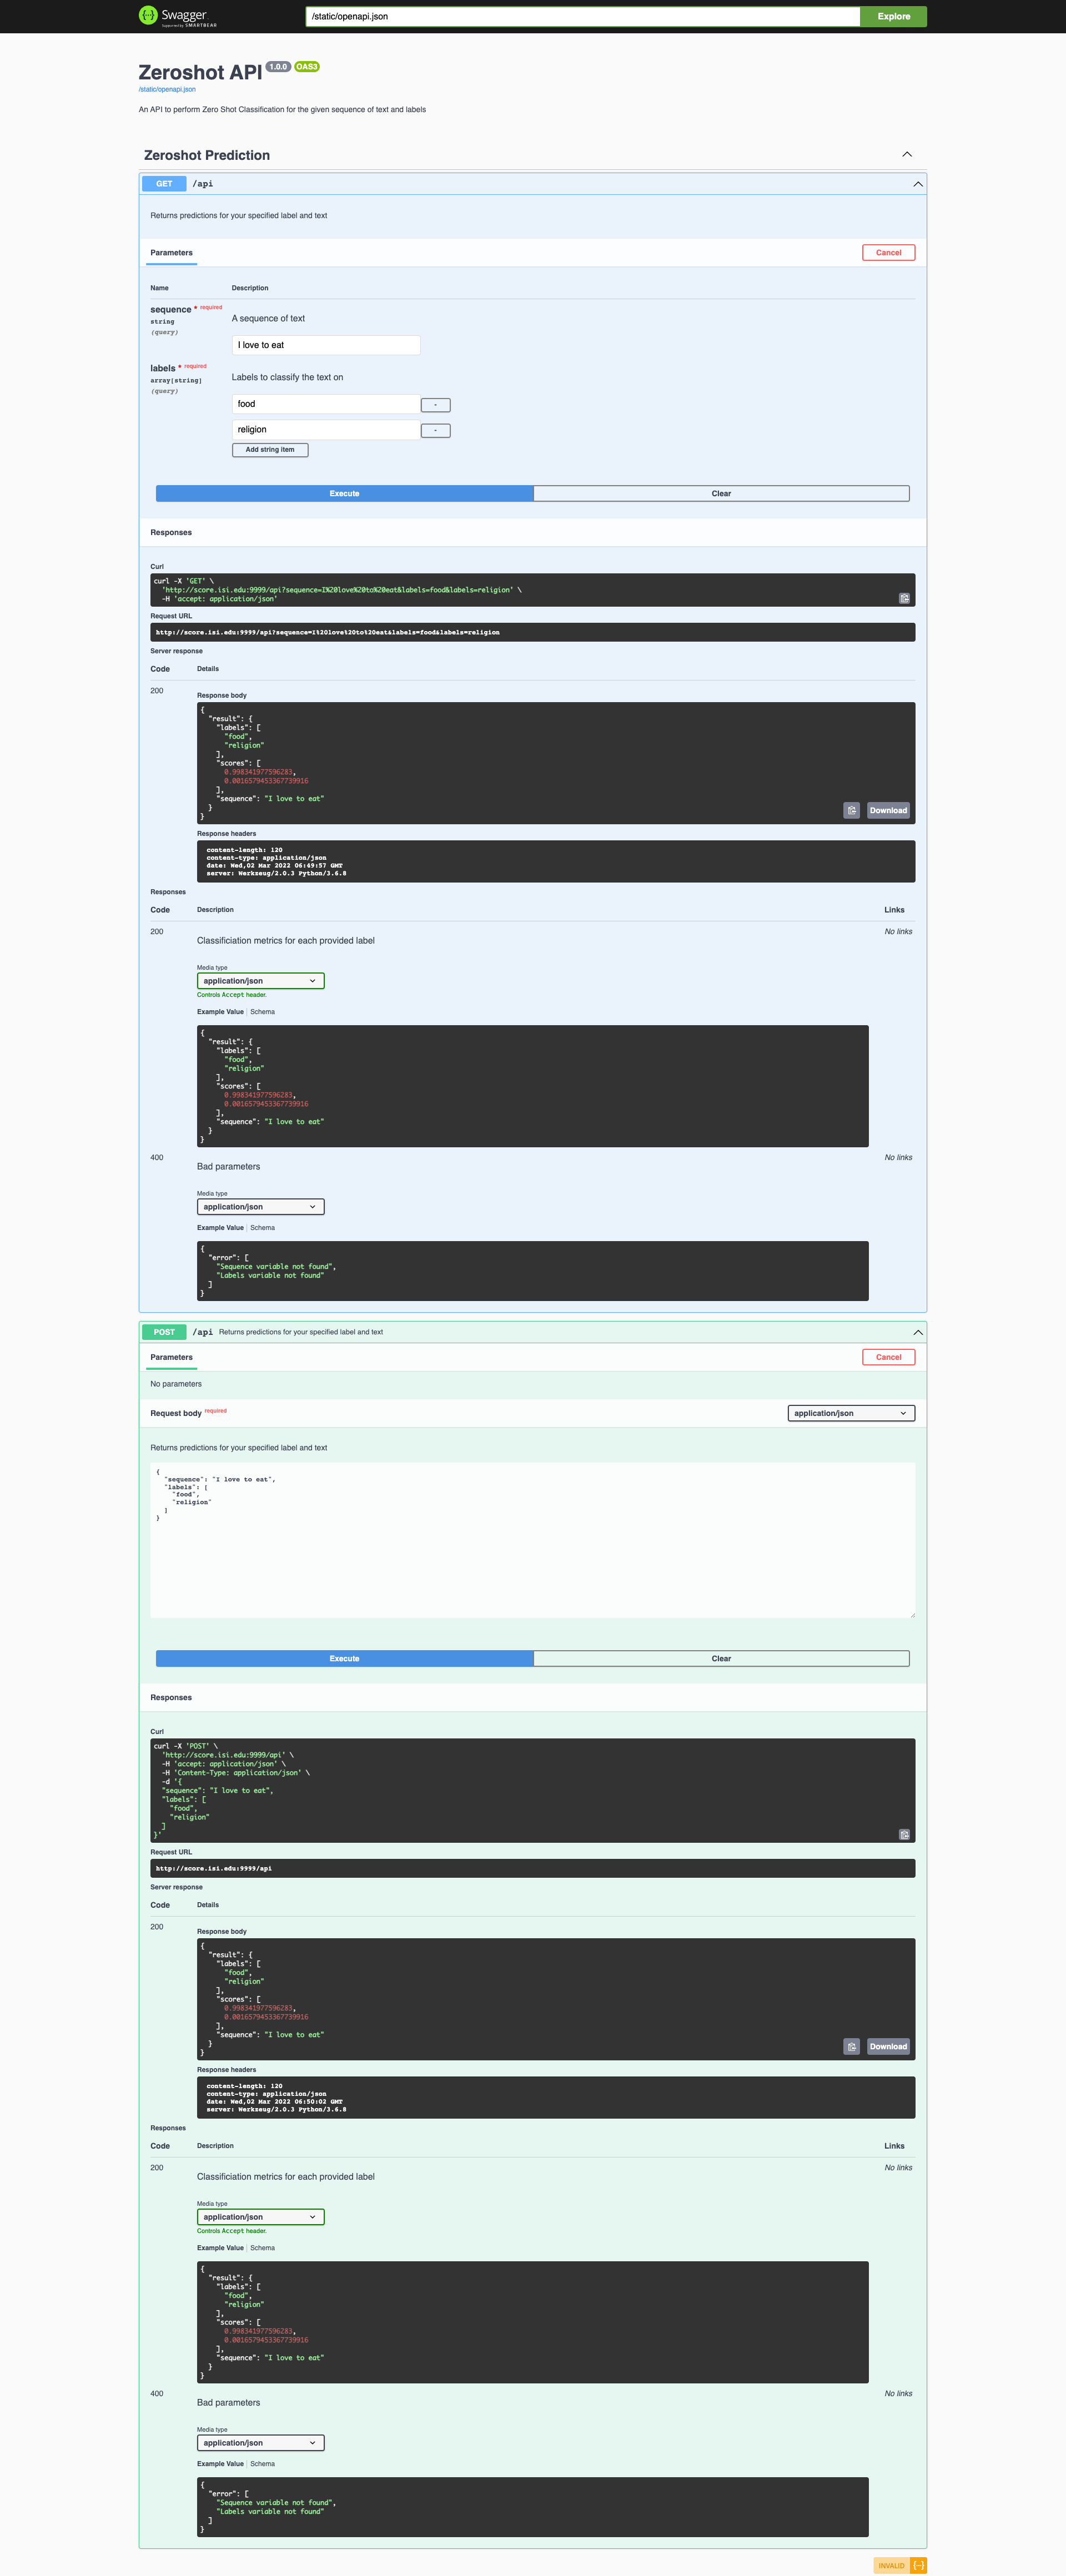 Swagger
Supported by SMARTBEAR
/static/openapi.json
Explore
Zeroshot API 1.0.0 OAS3
/static/openapi.json
An API to perform Zero Shot Classification for the given sequence of text and labels
Zeroshot Prediction
GET /api
Returns predictions for your specified label and text
Parameters Cancel
Name Description
sequence * required
string
(query)
A sequence of text
I love to eat
labels * required
array[string]
(query)
Labels to classify the text on
food -
religion -
Add string item
Execute Clear
Responses
Curl
curl -X 'GET' \
'http://score.isi.edu:9999/api?sequence=I%20love%20to%20eat&labels=food&labels=religion' \
-H 'accept: application/json'
Request URL
http://score.isi.edu:9999/api?sequence=I%20love%20to%20eat&labels=food&labels=religion
Server response
Code Details
200
Response body
{
"result": {
"labels": [
"food",
"religion"
],
"scores": [
0.998341977596283,
0.0016579453367739916
],
"sequence": "I love to eat"
}
}
Download
Response headers
content-length: 120
content-type: application/json
date: Wed,02 Mar 2022 06:49:57 GMT
server: Werkzeug/2.0.3 Python/3.6.8
Responses
Code Description Links
200 No links
Classificiation metrics for each provided label
Media type
application/json
Controls Accept header.
Example Value Schema
{
"result": {
"labels": [
"food",
"religion"
],
"scores": [
0.998341977596283,
0.0016579453367739916
],
"sequence": "I love to eat"
}
}
400 No links
Bad parameters
Media type
application/json
Example Value Schema
{
"error": [
"Sequence variable not found",
"Labels variable not found"
]
}
POST /api Returns predictions for your specified label and text
Parameters Cancel
No parameters
Request body required application/json
Returns predictions for your specified label and text
{
"sequence": "I love to eat",
"labels": [
"food",
"religion"
]
}
Execute Clear
Responses
Curl
curl -X 'POST' \
'http://score.isi.edu:9999/api' \
-H 'accept: application/json' \
-H 'Content-Type: application/json' \
-d '{
"sequence": "I love to eat",
"labels": [
"food",
"religion"
]
}'
Request URL
http://score.isi.edu:9999/api
Server response
Code Details
200
Response body
{
"result": {
"labels": [
"food",
"religion"
],
"scores": [
0.998341977596283,
0.0016579453367739916
],
"sequence": "I love to eat"
}
}
Download
Response headers
content-length: 120
content-type: application/json
date: Wed,02 Mar 2022 06:50:02 GMT
server: Werkzeug/2.0.3 Python/3.6.8
Responses
Code Description Links
200 No links
Classificiation metrics for each provided label
Media type
application/json
Controls Accept header.
Example Value Schema
{
"result": {
"labels": [
"food",
"religion"
],
"scores": [
0.998341977596283,
0.0016579453367739916
],
"sequence": "I love to eat"
}
}
400 No links
Bad parameters
Media type
application/json
Example Value Schema
{
"error": [
"Sequence variable not found",
"Labels variable not found"
]
}
INVALID {...}